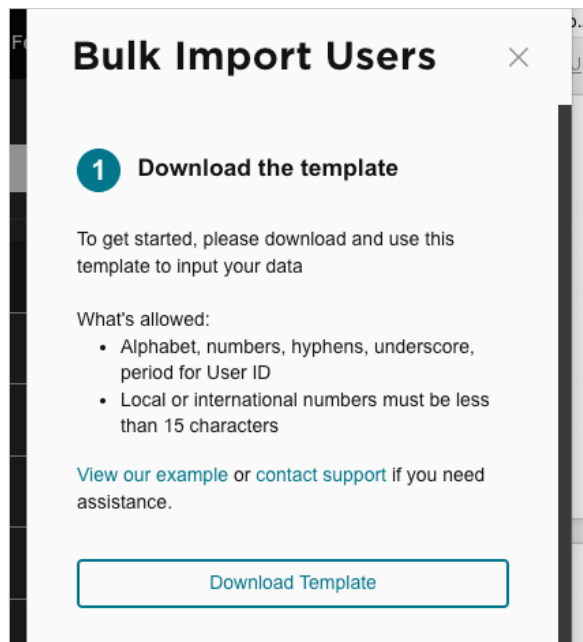 Bulk Import Users
1 Download the template
To get started, please download and use this
template to input your data
What's allowed:
• Alphabet, numbers, hyphens, underscore,
period for User ID
• Local or international numbers must be less
than 15 characters
View our example or contact support if you need
assistance.
Download Template